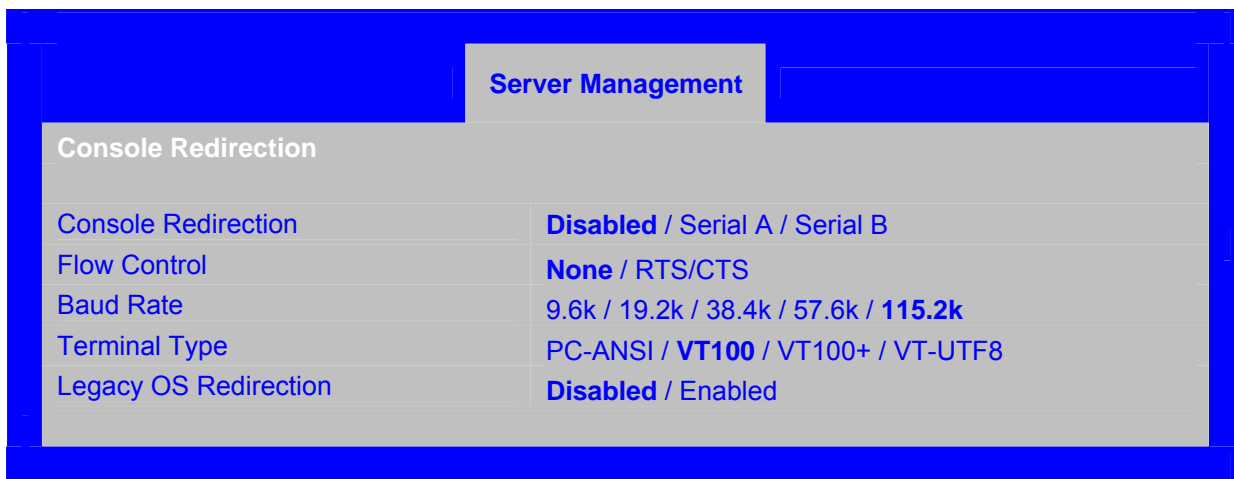 Server Management
Console Redirection
Console Redirection Disabled / Serial A / Serial B
Flow Control None / RTS/CTS
Baud Rate 9.6k / 19.2k / 38.4k / 57.6k / 115.2k
Terminal Type PC-ANSI / VT100 / VT100+ / VT-UTF8
Legacy OS Redirection Disabled / Enabled